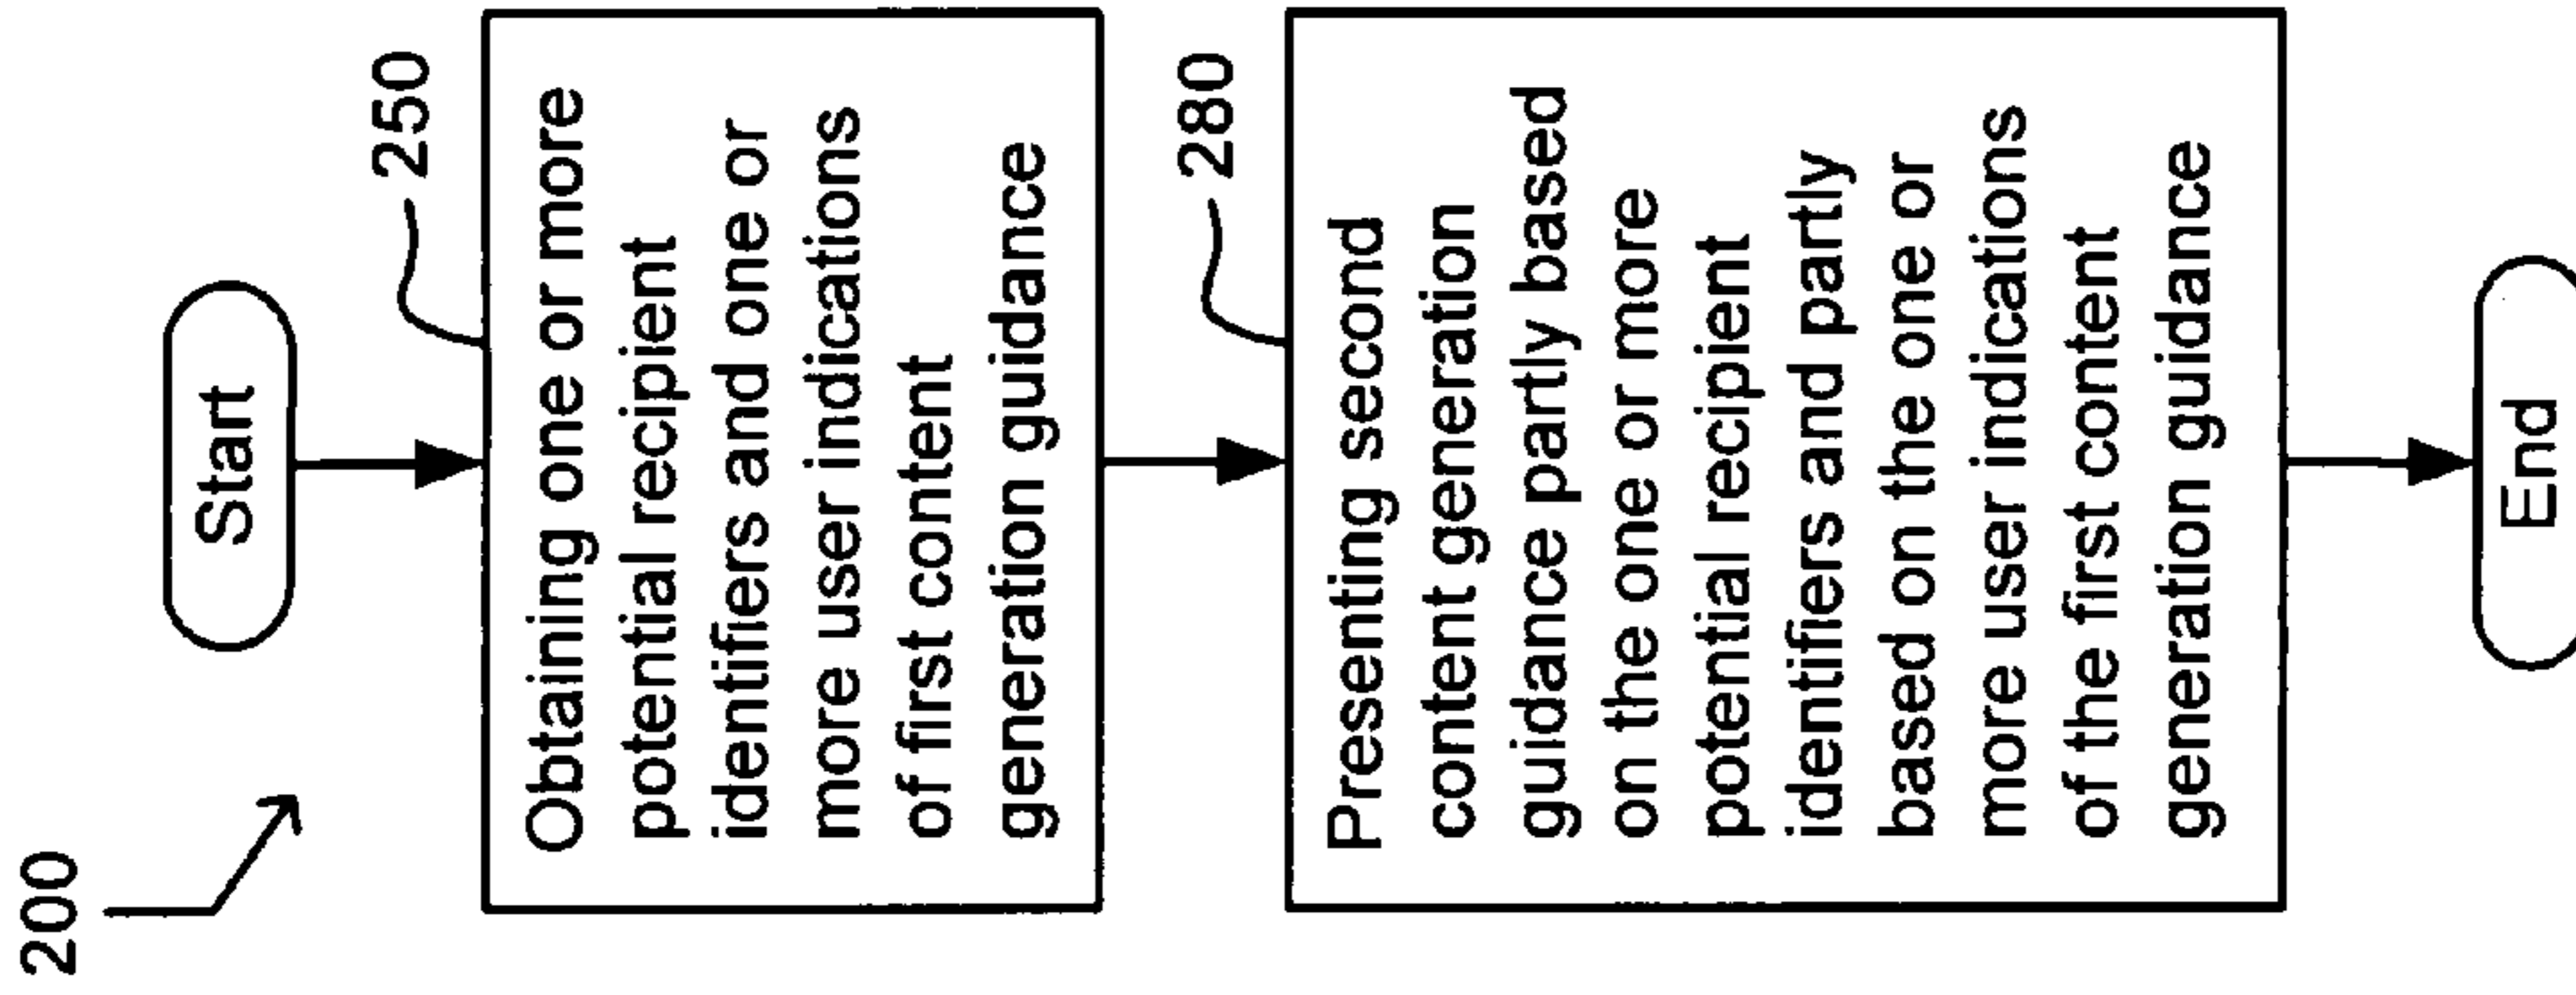 200
Start
250
Obtaining one or more
potential recipient
identifiers and one or
more user indications
of first content
generation guidance
280
Presenting second
content generation
guidance partly based
on the one or more
potential recipient
identifiers and partly
based on the one or
more user indications
of the first content
generation guidance
End